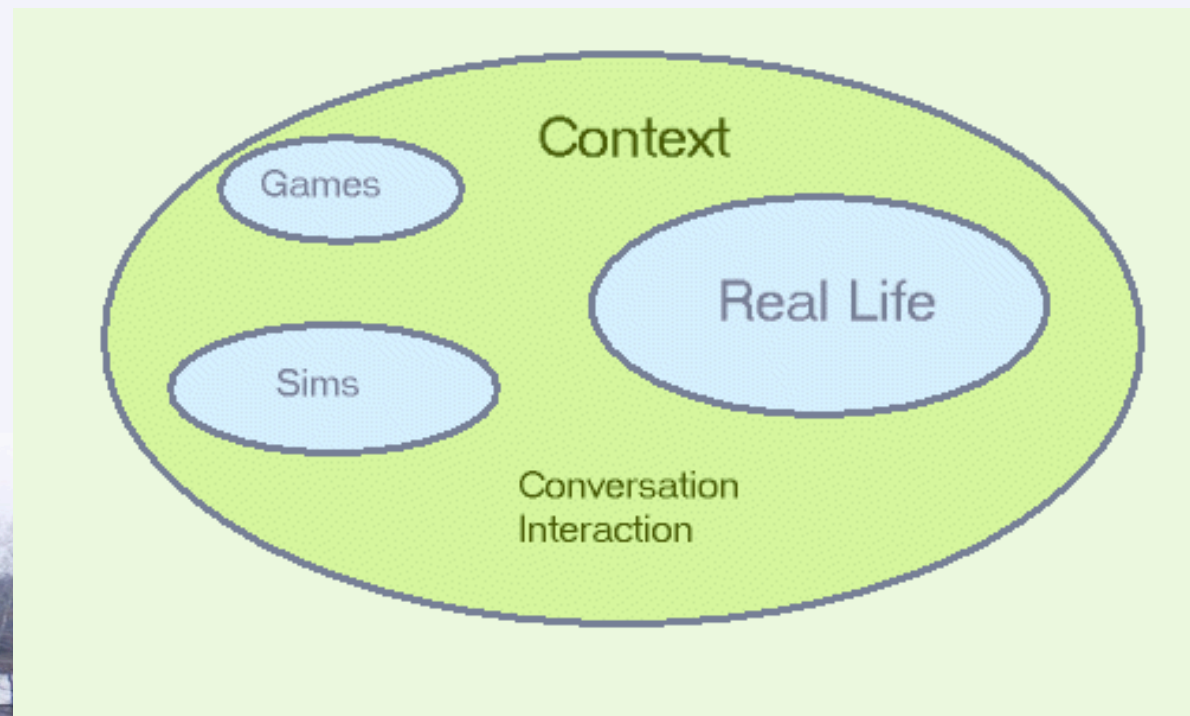 Context
Games
Real Life
Sims
Conversation
Interaction